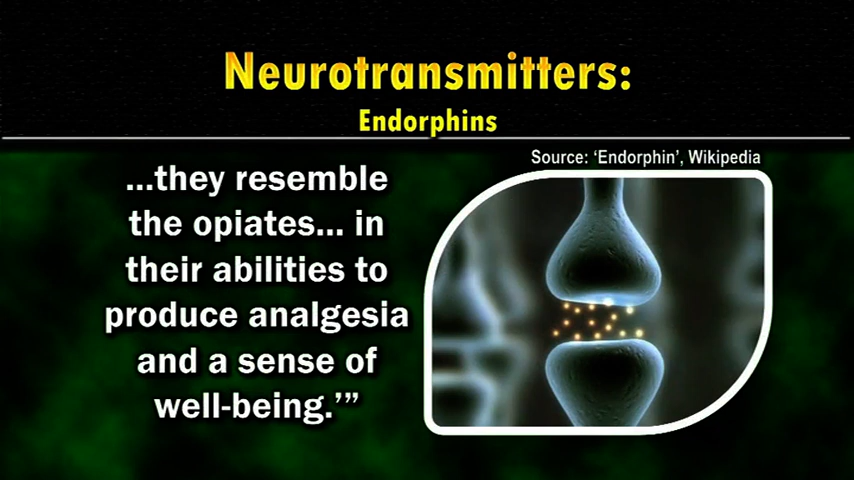 Neurotransmitters:
Endorphins
Source: ‘Endorphin’, Wikipedia
...they resemble
the opiates... in
their abilities to
produce analgesia
and a sense of
well-being.’”